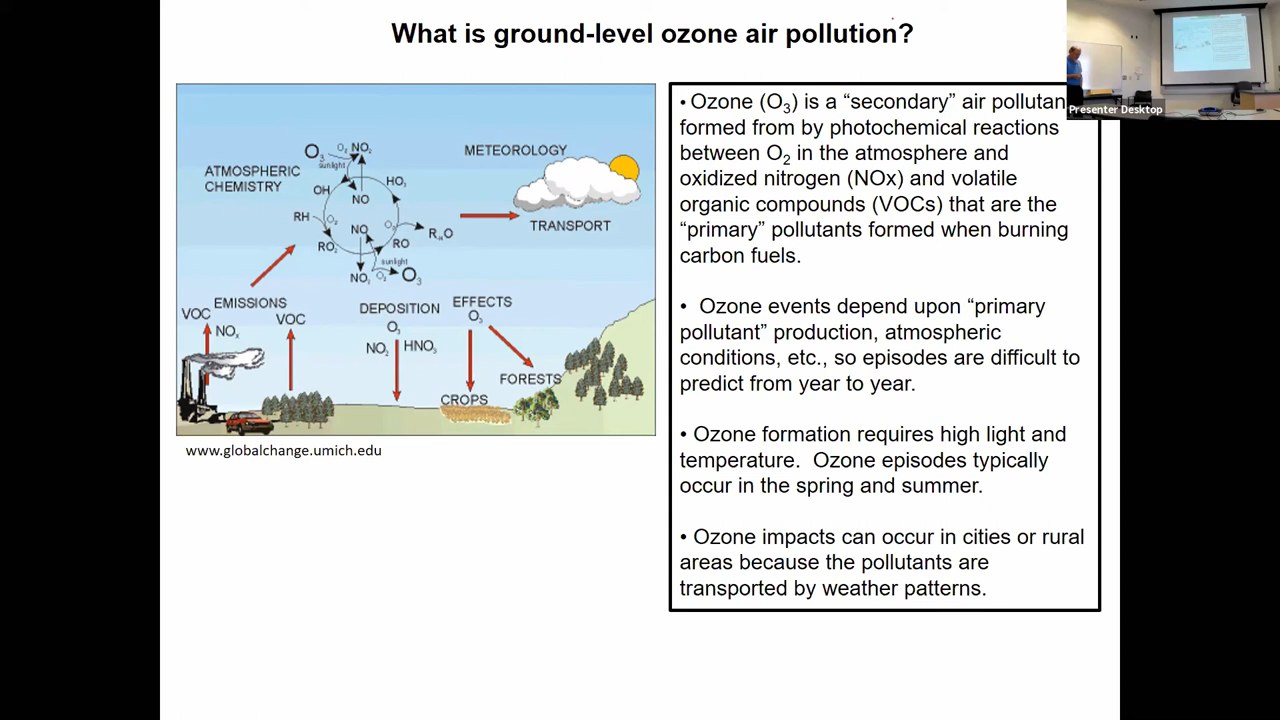 What is ground-level ozone air pollution?
Presenter Desktop
ATMOSPHERIC
CHEMISTRY
O3
O2
NO2
sunlight
OH
HO2
NO
RH
O2
NO
O2
RO2
RO
RnO
sunlight
NO2
O2
O3
METEOROLOGY
TRANSPORT
EMISSIONS
VOC
NOx
VOC
DEPOSITION
O3
NO2
HNO3
EFFECTS
O3
FORESTS
CROPS
www.globalchange.umich.edu
• Ozone (O3) is a “secondary” air pollutan
formed from by photochemical reactions
between O2 in the atmosphere and
oxidized nitrogen (NOx) and volatile
organic compounds (VOCs) that are the
“primary” pollutants formed when burning
carbon fuels.
• Ozone events depend upon “primary
pollutant” production, atmospheric
conditions, etc., so episodes are difficult to
predict from year to year.
• Ozone formation requires high light and
temperature. Ozone episodes typically
occur in the spring and summer.
• Ozone impacts can occur in cities or rural
areas because the pollutants are
transported by weather patterns.